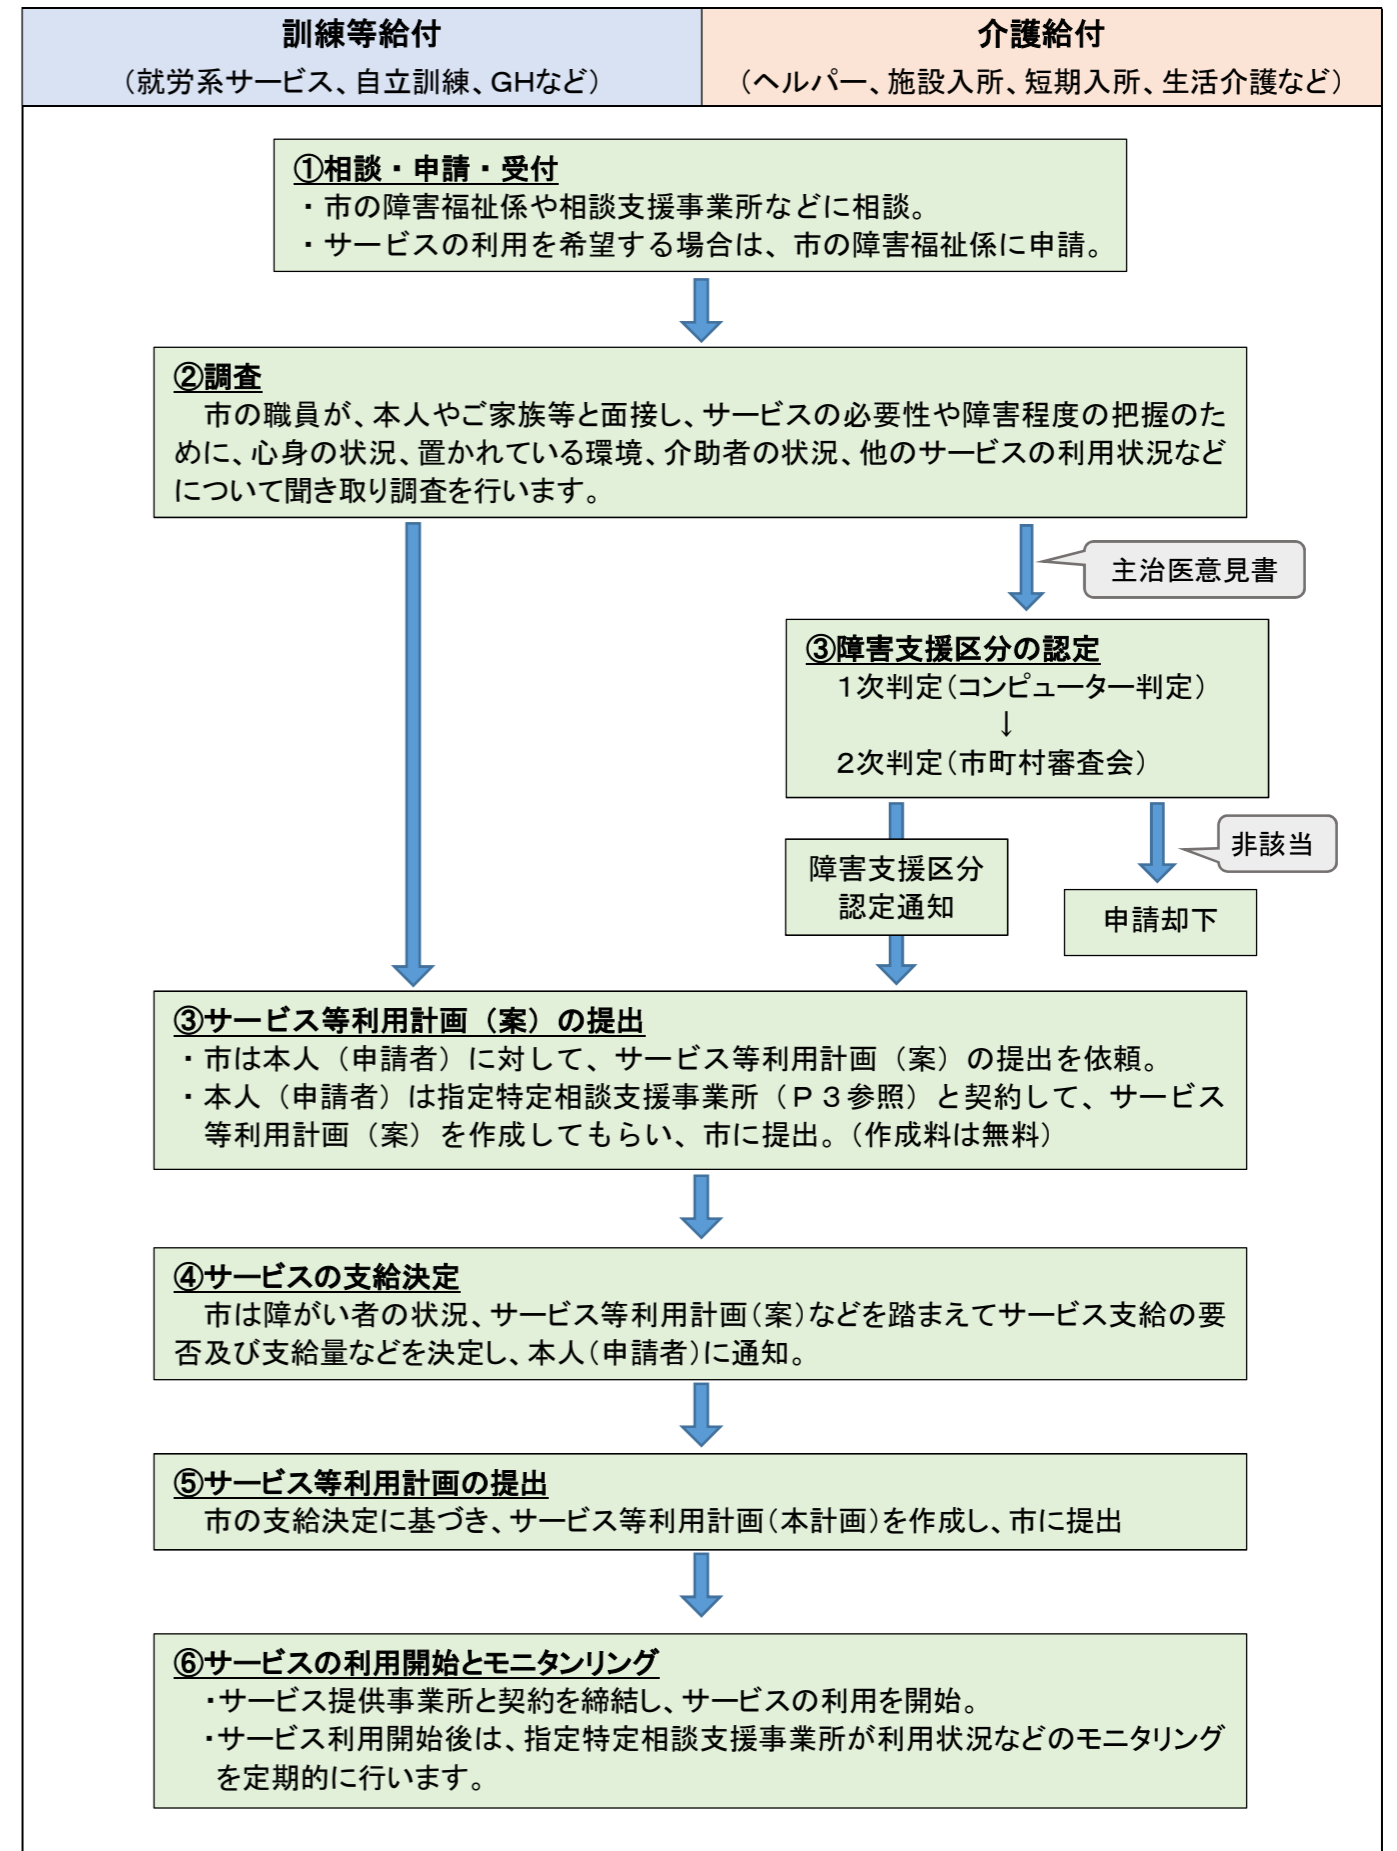 訓練等給付
（就労系サービス、自立訓練、GHなど）
介護給付
（ヘルパー、施設入所、短期入所、生活介護など）
①相談・申請・受付
・市の障害福祉係や相談支援事業所などに相談。
・サービスの利用を希望する場合は、市の障害福祉係に申請。
②調査
市の職員が、本人やご家族等と面接し、サービスの必要性や障害程度の把握のた
めに、心身の状況、置かれている環境、介助者の状況、他のサービスの利用状況など
について聞き取り調査を行います。
主治医意見書
③障害支援区分の認定
１次判定（コンピューター判定）
↓
２次判定（市町村審査会）
障害支援区分
認定通知
非該当
申請却下
③サービス等利用計画（案）の提出
・市は本人（申請者）に対して、サービス等利用計画（案）の提出を依頼。
・本人（申請者）は指定特定相談支援事業所（Ｐ３参照）と契約して、サービス
等利用計画（案）を作成してもらい、市に提出。（作成料は無料）
④サービスの支給決定
市は障がい者の状況、サービス等利用計画（案）などを踏まえてサービス支給の要
否及び支給量などを決定し、本人（申請者）に通知。
⑤サービス等利用計画の提出
市の支給決定に基づき、サービス等利用計画（本計画）を作成し、市に提出
⑥サービスの利用開始とモニタンリング
・サービス提供事業所と契約を締結し、サービスの利用を開始。
・サービス利用開始後は、指定特定相談支援事業所が利用状況などのモニタリング
を定期的に行います。